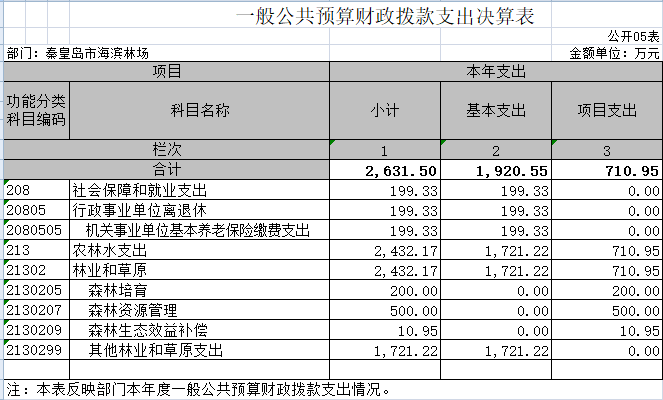 一般公共预算财政拨款支出决算表
公开05表
部门：秦皇岛市海滨林场 金额单位：万元
项目 本年支出
功能分类科目编码 科目名称 小计 基本支出 项目支出
栏次 1 2 3
合计 2,631.50 1,920.55 710.95
208 社会保障和就业支出 199.33 199.33 0.00
20805 行政事业单位离退休 199.33 199.33 0.00
2080505 机关事业单位基本养老保险缴费支出 199.33 199.33 0.00
213 农林水支出 2,432.17 1,721.22 710.95
21302 林业和草原 2,432.17 1,721.22 710.95
2130205 森林培育 200.00 0.00 200.00
2130207 森林资源管理 500.00 0.00 500.00
2130209 森林生态效益补偿 10.95 0.00 10.95
2130299 其他林业和草原支出 1,721.22 1,721.22 0.00
注：本表反映部门本年度一般公共预算财政拨款支出情况。